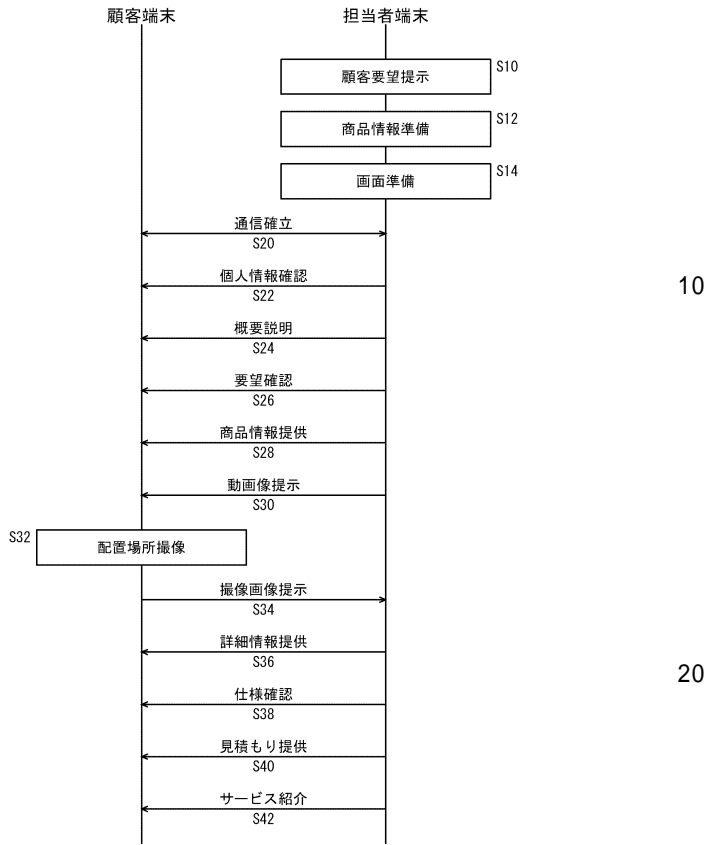 顧客端末
担当者端末
顧客要望提示
S10
商品情報準備
S12
画面準備
S14
通信確立
S20
個人情報確認
S22
10
概要説明
S24
要望確認
S26
商品情報提供
S28
動画像提示
S30
S32
配置場所撮像
撮像画像提示
S34
詳細情報提供
S36
20
仕様確認
S38
見積もり提供
S40
サービス紹介
S42